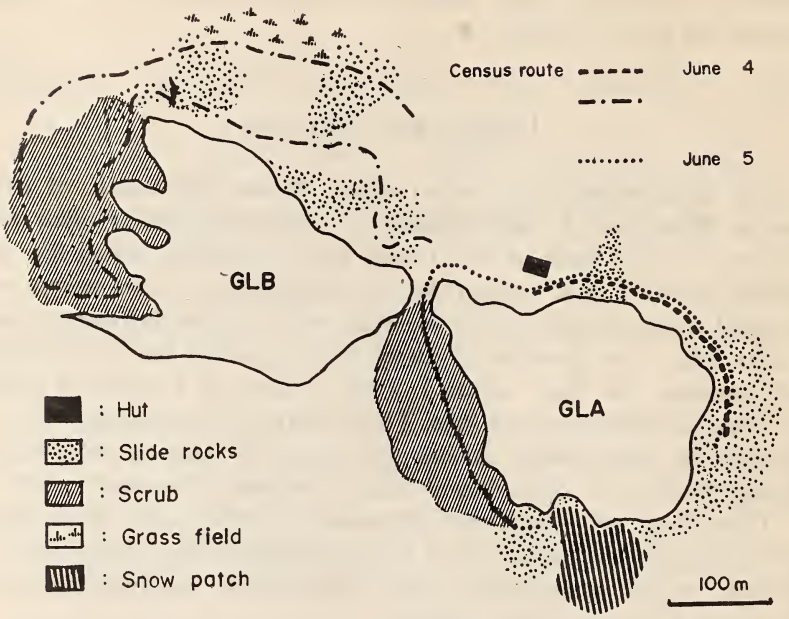 Census route June 4
June 5
GLB
GLA
: Hut
: Slide rocks
: Scrub
: Grass field
: Snow patch
100 m